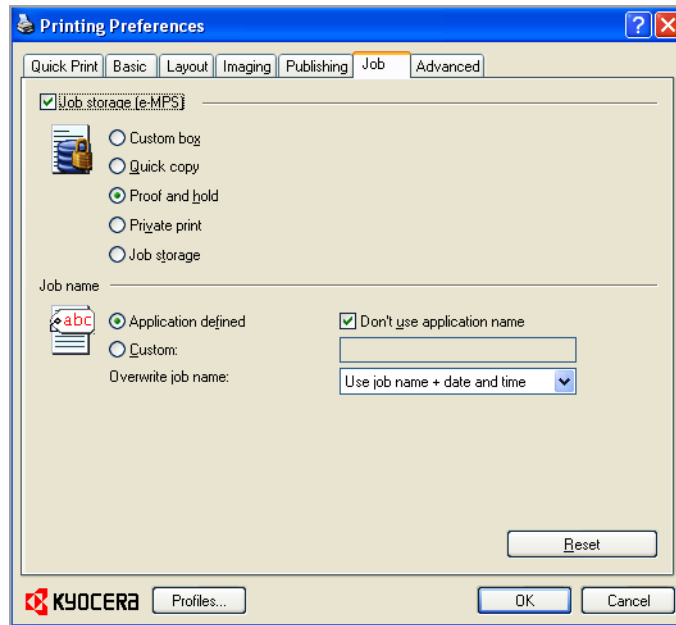 Printing Preferences
Quick Print Basic Layout Imaging Publishing Job Advanced
Job storage (e-MPS)
Custom box
Quick copy
Proof and hold
Private print
Job storage
Job name
abc Application defined Don't use application name
Custom:
Overwrite job name: Use job name + date and time
Reset
KYOCERA Profiles... OK Cancel